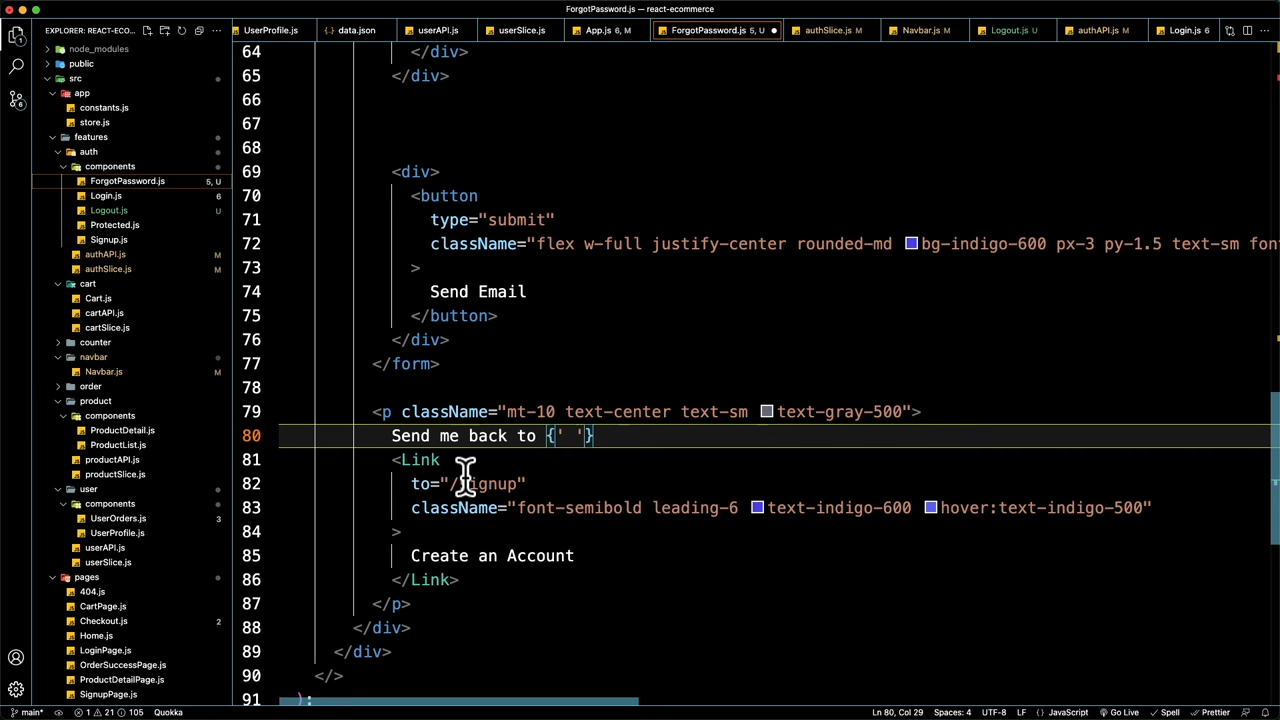 ForgotPassword.js — react-ecommerce
EXPLORER: REACT-ECO...
UserProfile.js
data.json
userAPI.js
userSlice.js
App.js 6, M
ForgotPassword.js 5, U
authSlice.js M
Navbar.js M
Logout.js U
authAPI.js M
Login.js 6
node_modules
public
src
app
constants.js
store.js
features
auth
components
ForgotPassword.js 5, U
Login.js 6
Logout.js U
Protected.js
Signup.js
authAPI.js M
authSlice.js M
cart
Cart.js
cartAPI.js
cartSlice.js
counter
navbar
Navbar.js M
order
product
components
ProductDetail.js
ProductList.js
productAPI.js
productSlice.js
user
components
UserOrders.js 3
UserProfile.js
userAPI.js
userSlice.js
pages
404.js
CartPage.js
Checkout.js 2
Home.js
LoginPage.js
OrderSuccessPage.js
ProductDetailPage.js
SignupPage.js
64 </div>
65 </div>
66
67
68
69 <div>
70 <button
71 type="submit"
72 className="flex w-full justify-center rounded-md bg-indigo-600 px-3 py-1.5 text-sm fon
73 >
74 Send Email
75 </button>
76 </div>
77 </form>
78
79 <p className="mt-10 text-center text-sm text-gray-500">
80 Send me back to {' '}
81 <Link
82 to="/signup"
83 className="font-semibold leading-6 text-indigo-600 hover:text-indigo-500"
84 >
85 Create an Account
86 </Link>
87 </p>
88 </div>
89 </div>
90 </>
91 );
main* 1 21 105 Quokka
Ln 80, Col 29 Spaces: 4 UTF-8 LF {} JavaScript Go Live Spell Prettier